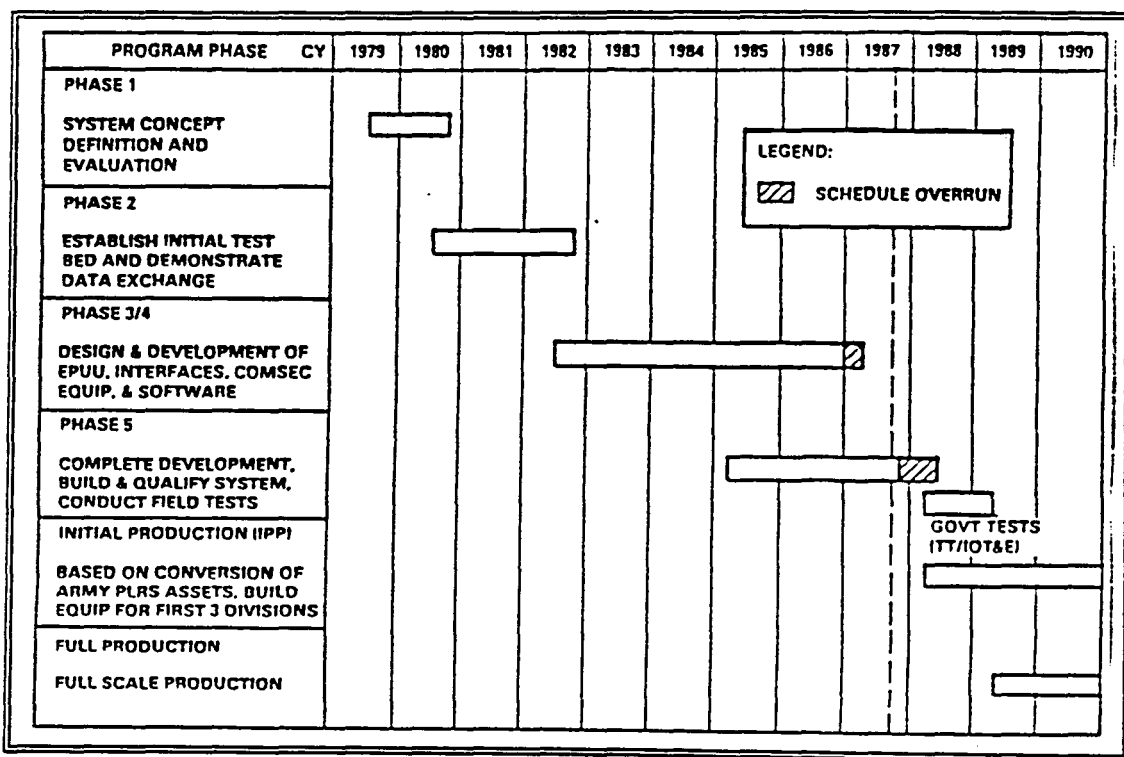 PROGRAM PHASE CY 1979 1980 1981 1982 1983 1984 1985 1986 1987 1988 1989 1990
PHASE 1
SYSTEM CONCEPT
DEFINITION AND
EVALUATION
LEGEND:
SCHEDULE OVERRUN
PHASE 2
ESTABLISH INITIAL TEST
BED AND DEMONSTRATE
DATA EXCHANGE
PHASE 3/4
DESIGN & DEVELOPMENT OF
EPUU, INTERFACES, COMSEC
EQUIP, & SOFTWARE
PHASE 5
COMPLETE DEVELOPMENT,
BUILD & QUALIFY SYSTEM,
CONDUCT FIELD TESTS
GOVT TESTS
(TT/IOT&E)
INITIAL PRODUCTION (IPP)
BASED ON CONVERSION OF
ARMY PLRS ASSETS, BUILD
EQUIP FOR FIRST 3 DIVISIONS
FULL PRODUCTION
FULL SCALE PRODUCTION